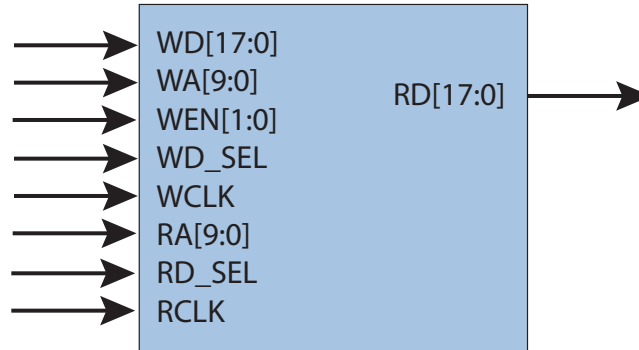 WD[17:0]
WA[9:0]
RD[17:0]
WEN[1:0]
WD_SEL
WCLK
RA[9:0]
RD_SEL
RCLK